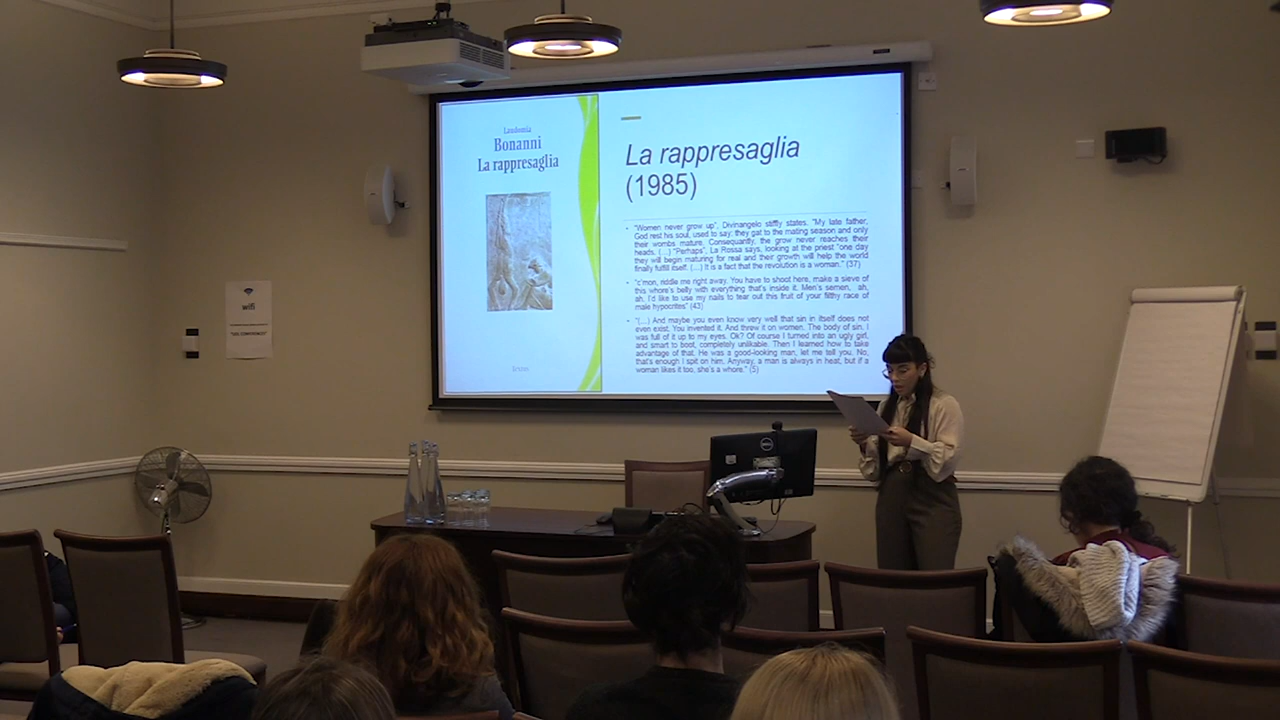 Laudomia
Bonanni
La rappresaglia
La rappresaglia
(1985)
"Women never grow up", Divinangelo stiffly states. "My late father,
God rest his soul, used to say: they gat to the mating season and only
their wombs mature. Consequently, the grow never reaches their
heads. (...) "Perhaps", La Rossa says, looking at the priest "one day
they will begin maturing for real and their growth will help the world
finally fulfill itself. (...) It is a fact that the revolution is a woman." (37)
"c'mon, riddle me right away. You have to shoot here, make a sieve of
this whore's belly with everything that's inside it. Men's semen, ah,
ah. I'd like to use my nails to tear out this fruit of your filthy race of
male hypocrites" (43)
"(...) And maybe you even know very well that sin in itself does not
even exist. You invented it. And threw it on women. The body of sin. I
was full of it up to my eyes. Ok? Of course I turned into an ugly girl,
and smart to boot, completely unlikable. Then I learned how to take
advantage of that. He was a good-looking man, let me tell you. No,
that's enough I spit on him. Anyway, a man is always in heat, but if a
woman likes it too, she's a whore." (5)
wifi
DELL